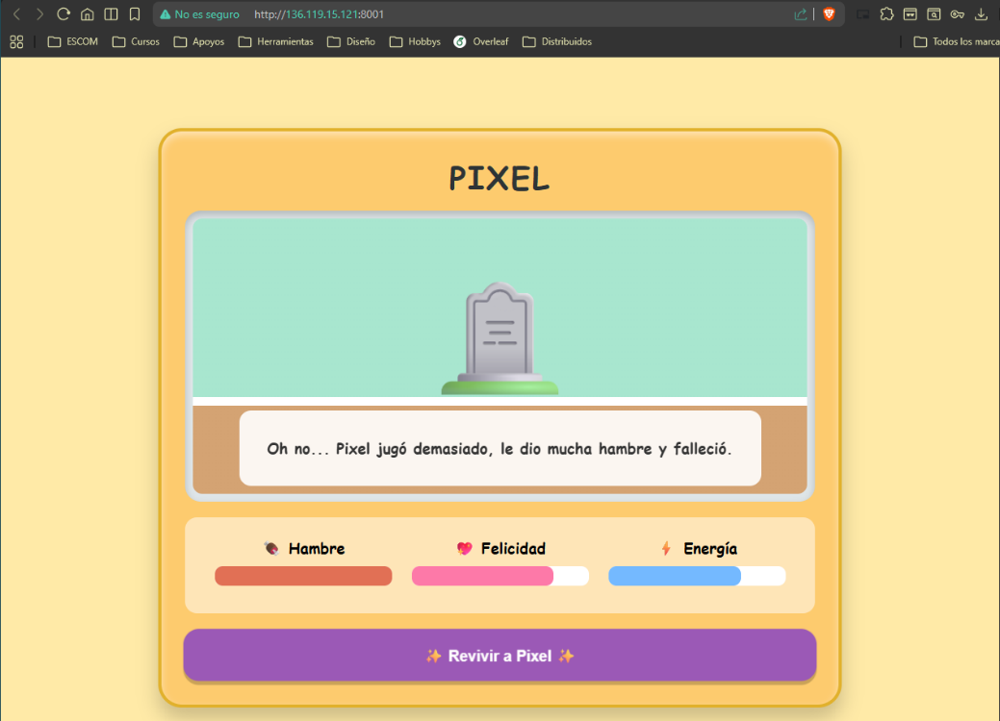 No es seguro http://136.119.15.121:8001
ESCOM Cursos Apoyos Herramientas Diseño Hobbys Overleaf Distribuidos Todos los marca
PIXEL
Oh no... Pixel jugó demasiado, le dio mucha hambre y falleció.
Hambre Felicidad Energía
✨ Revivir a Pixel ✨